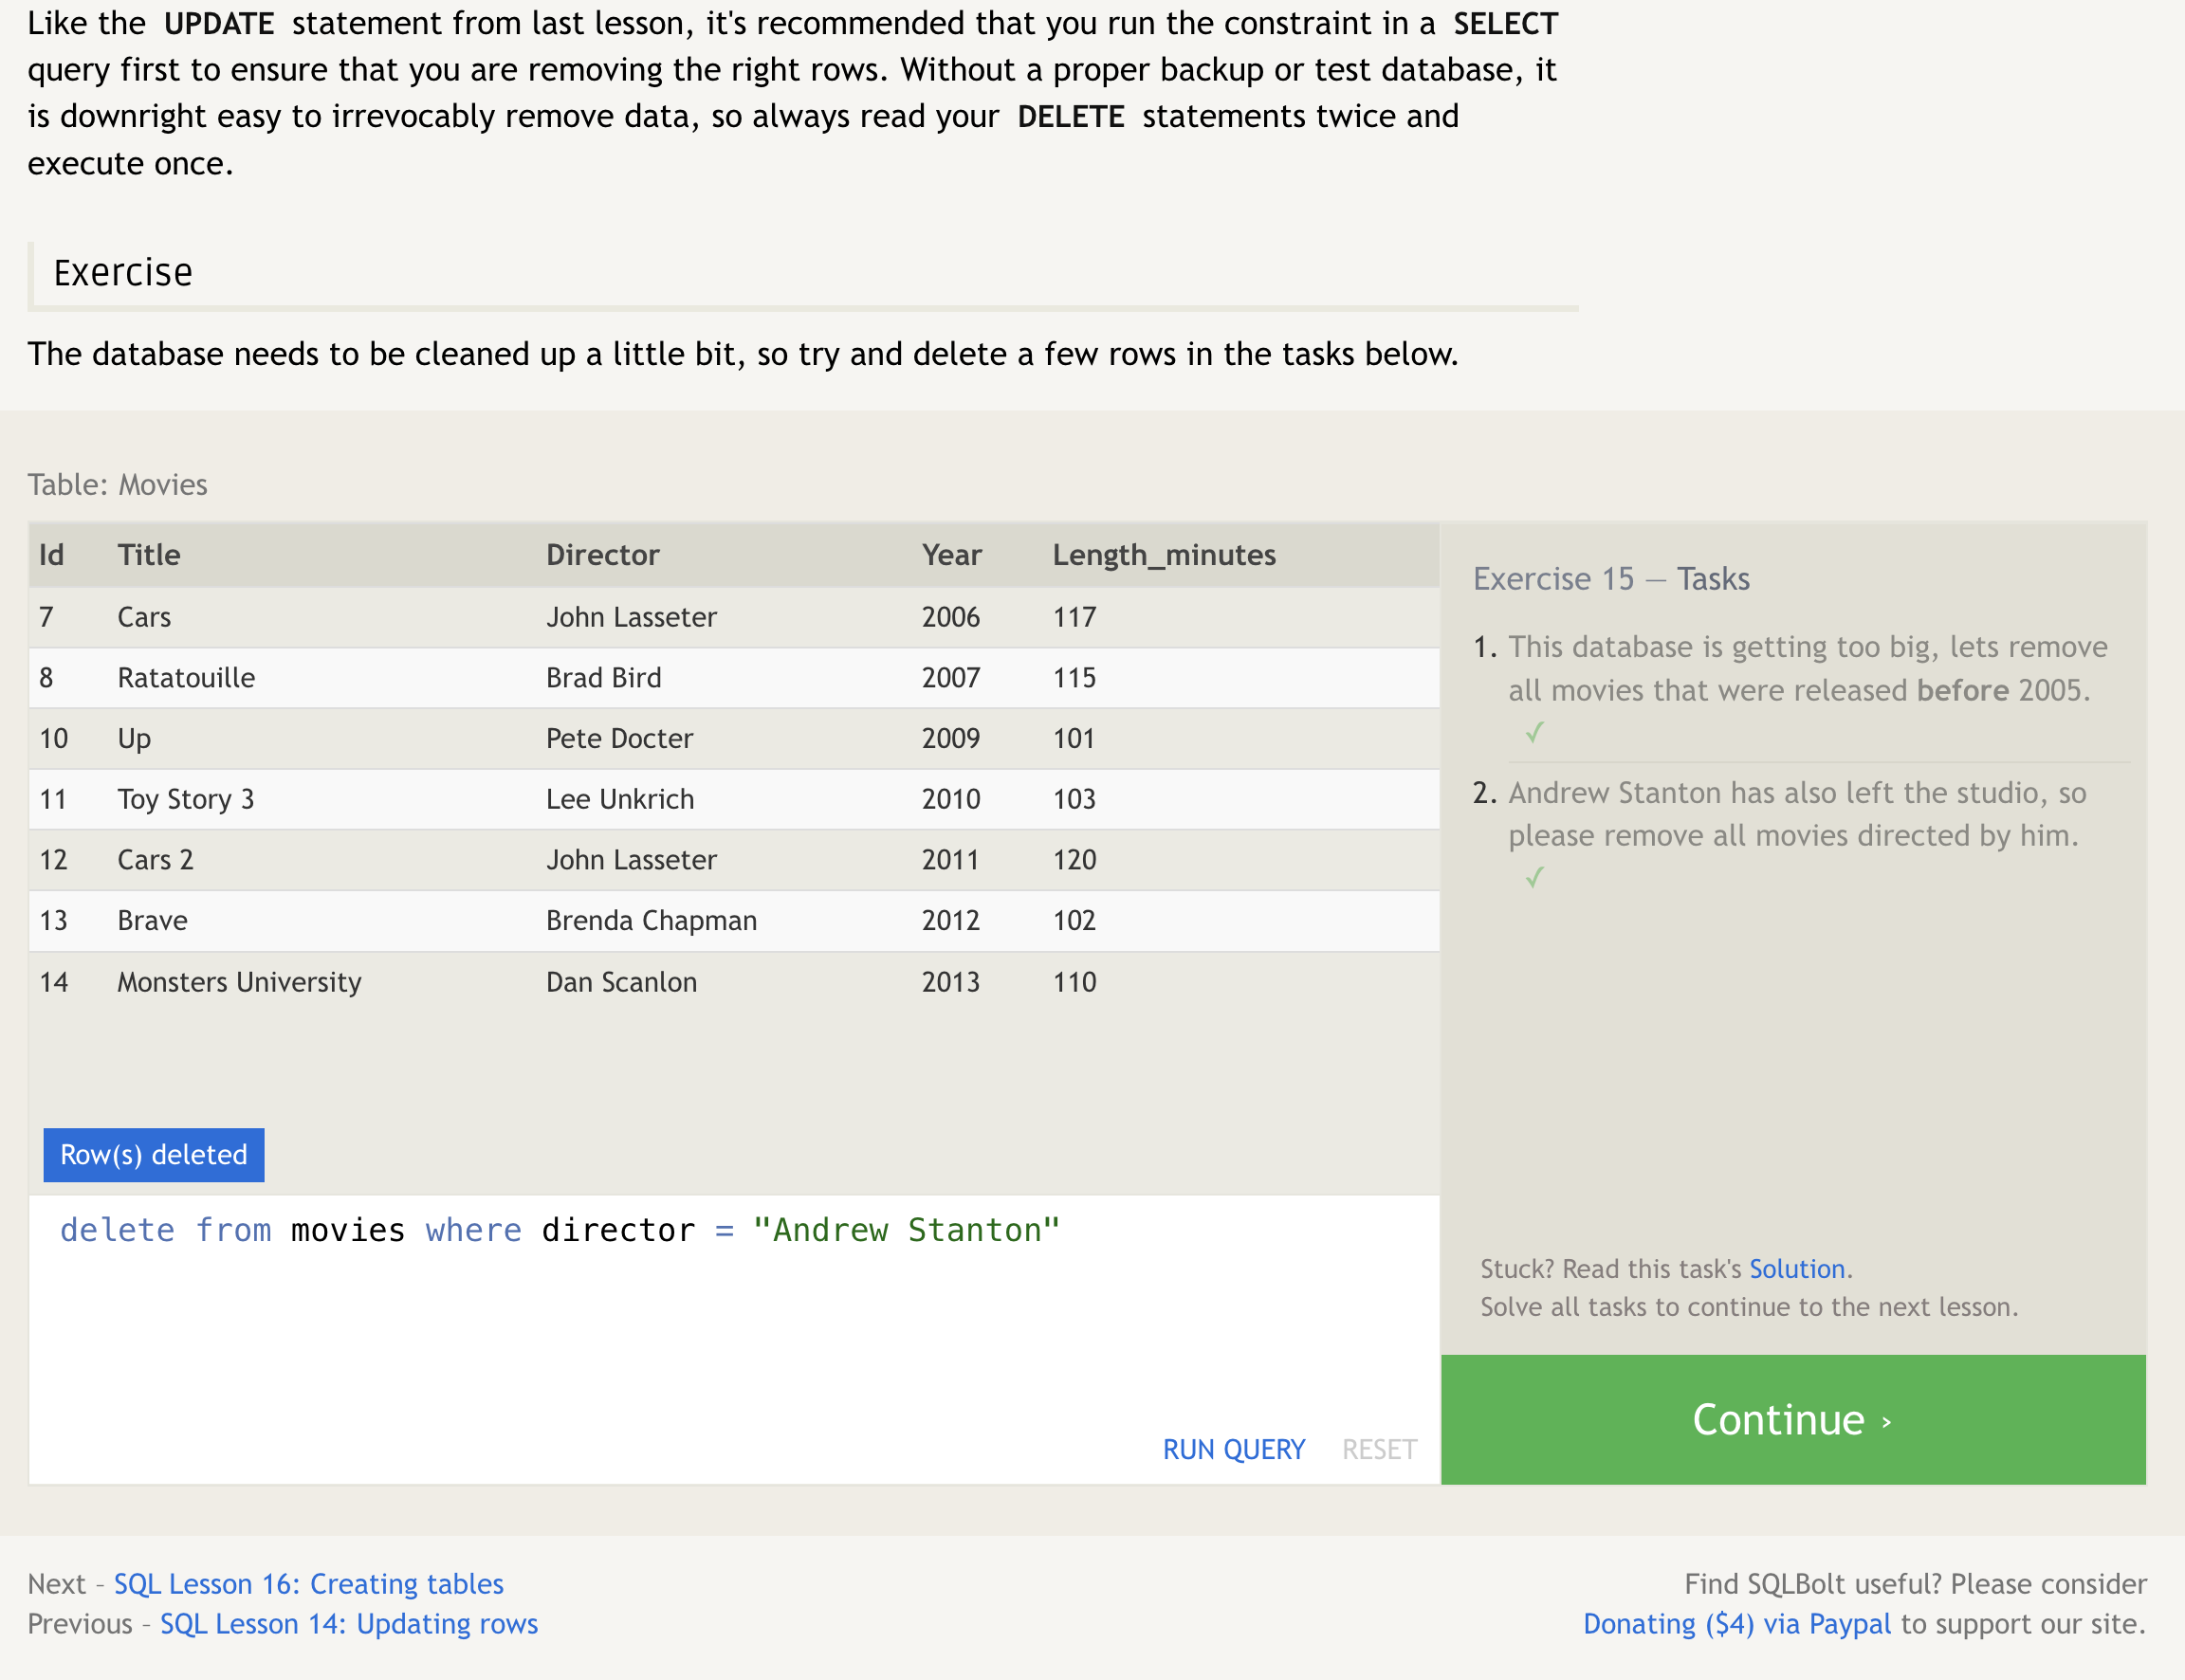 Like the UPDATE statement from last lesson, it's recommended that you run the constraint in a SELECT
query first to ensure that you are removing the right rows. Without a proper backup or test database, it
is downright easy to irrevocably remove data, so always read your DELETE statements twice and
execute once.
Exercise
The database needs to be cleaned up a little bit, so try and delete a few rows in the tasks below.
Table: Movies
Id Title Director Year Length_minutes
7 Cars John Lasseter 2006 117
8 Ratatouille Brad Bird 2007 115
10 Up Pete Docter 2009 101
11 Toy Story 3 Lee Unkrich 2010 103
12 Cars 2 John Lasseter 2011 120
13 Brave Brenda Chapman 2012 102
14 Monsters University Dan Scanlon 2013 110
Row(s) deleted
delete from movies where director = "Andrew Stanton"
RUN QUERY RESET
Exercise 15 — Tasks
1. This database is getting too big, lets remove
all movies that were released before 2005.
✓
2. Andrew Stanton has also left the studio, so
please remove all movies directed by him.
✓
Stuck? Read this task's Solution.
Solve all tasks to continue to the next lesson.
Continue ›
Next – SQL Lesson 16: Creating tables
Previous – SQL Lesson 14: Updating rows
Find SQLBolt useful? Please consider
Donating ($4) via Paypal to support our site.